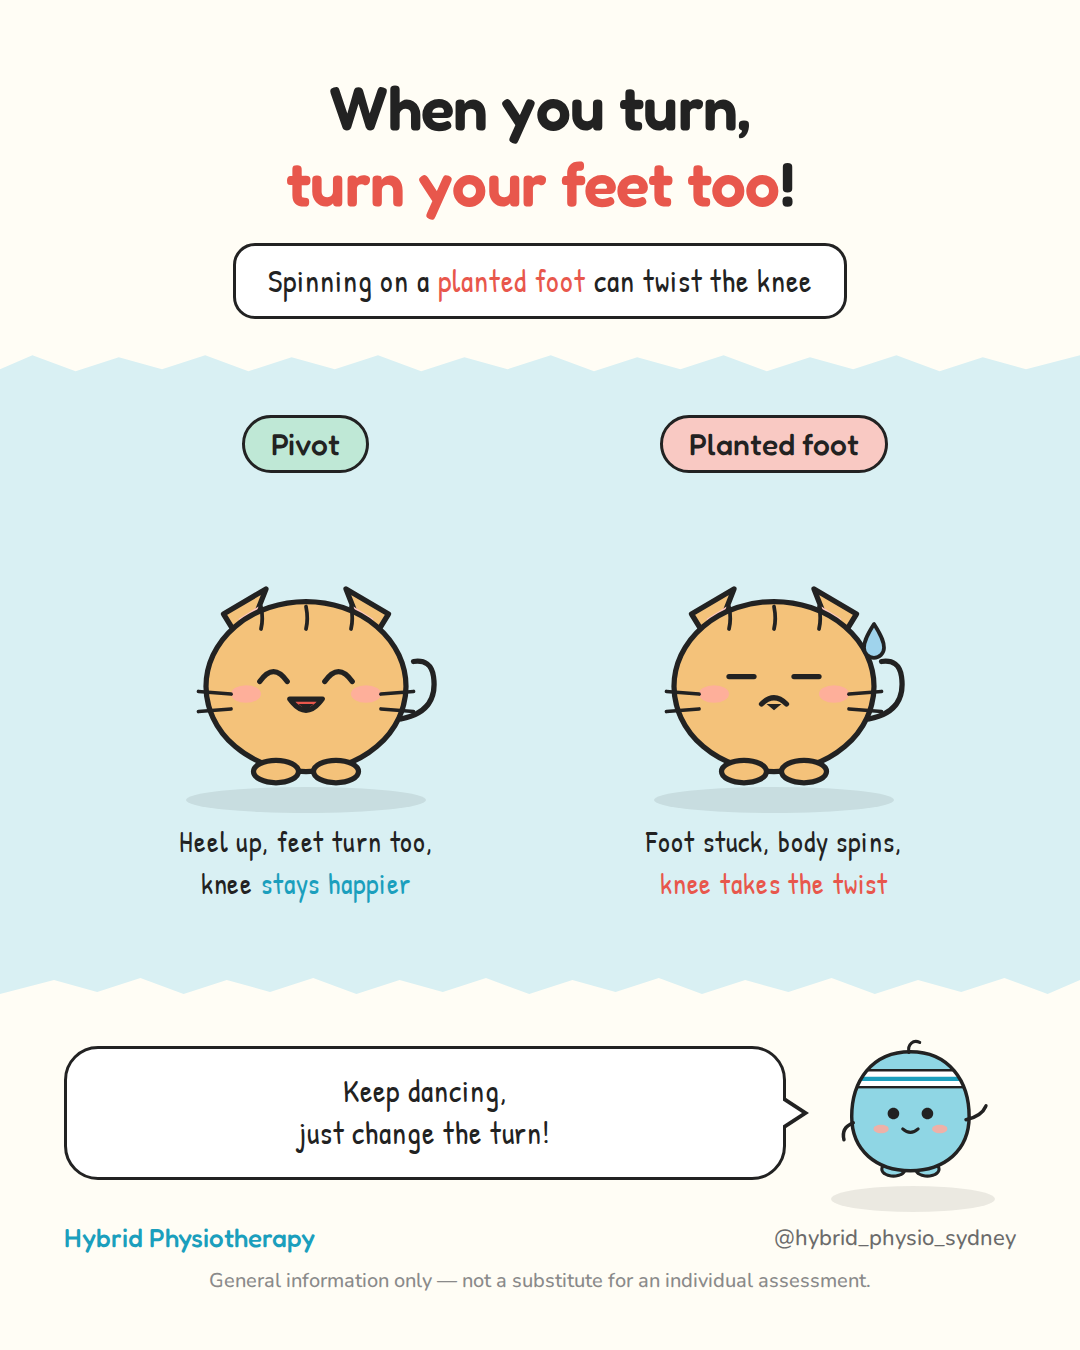 When you turn,
turn your feet too!
Spinning on a planted foot can twist the knee
Pivot
Planted foot
Heel up, feet turn too,
knee stays happier
Foot stuck, body spins,
knee takes the twist
Keep dancing,
just change the turn!
Hybrid Physiotherapy
@hybrid_physio_sydney
General information only — not a substitute for an individual assessment.